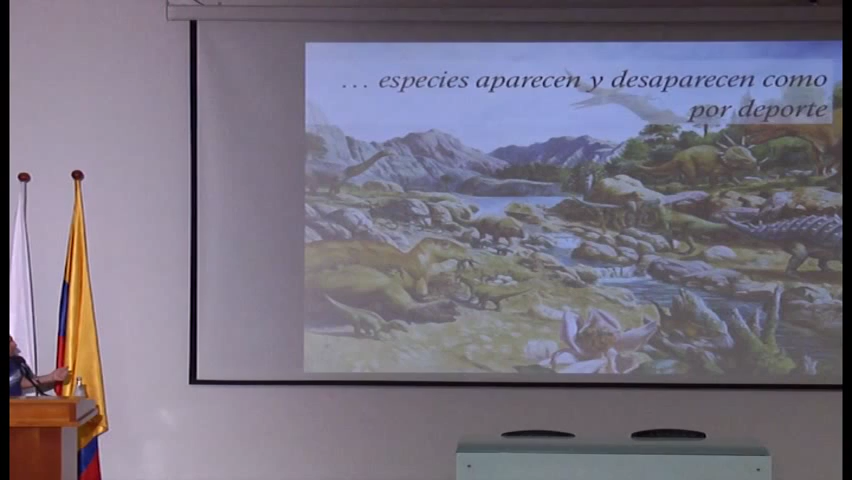 … especies aparecen y desaparecen como
por deporte